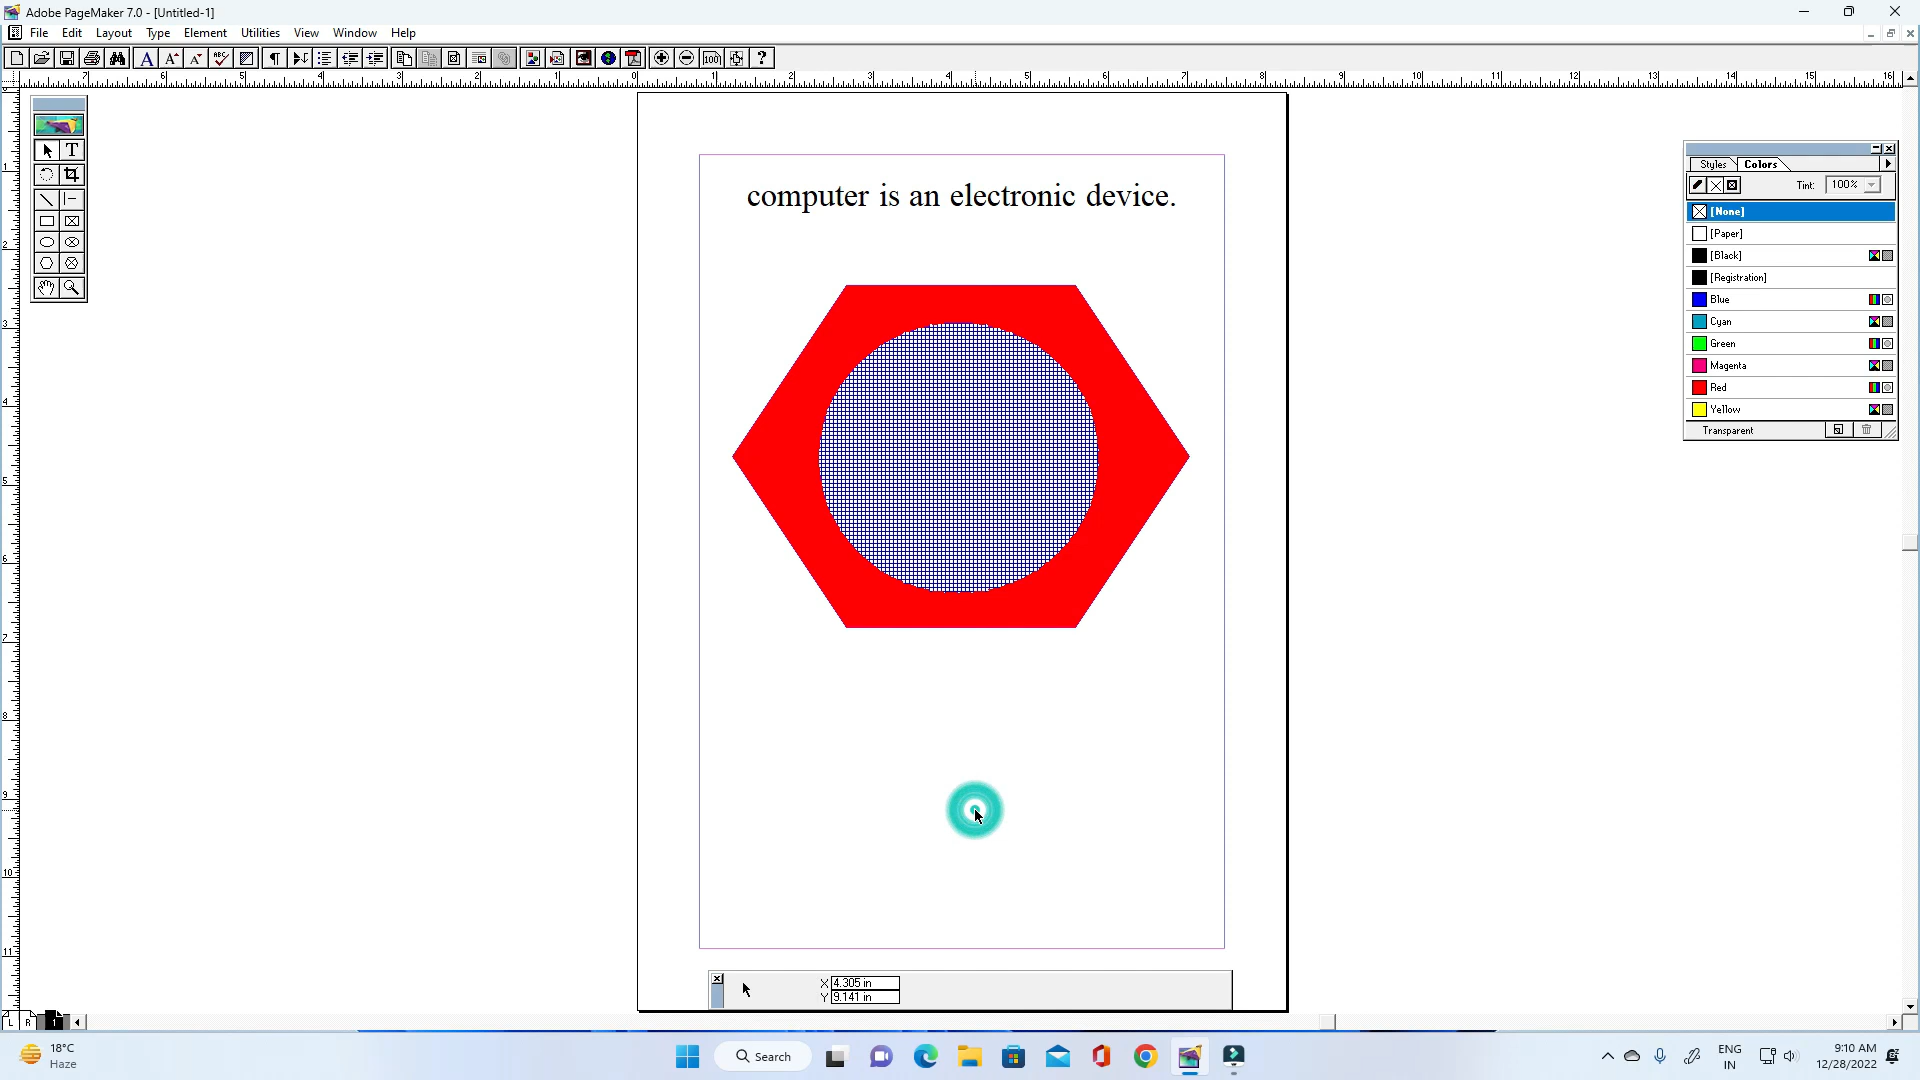 Adobe PageMaker 7.0 - [Untitled-1]
File Edit Layout Type Element Utilities View Window Help
computer is an electronic device.
Styles Colors
Tint: 100%
[None]
[Paper]
[Black]
[Registration]
Blue
Cyan
Green
Magenta
Red
Yellow
Transparent
X 4.305 in
Y 9.141 in
L R 1
18°C
Haze
Search
ENG
IN
9:10 AM
12/28/2022